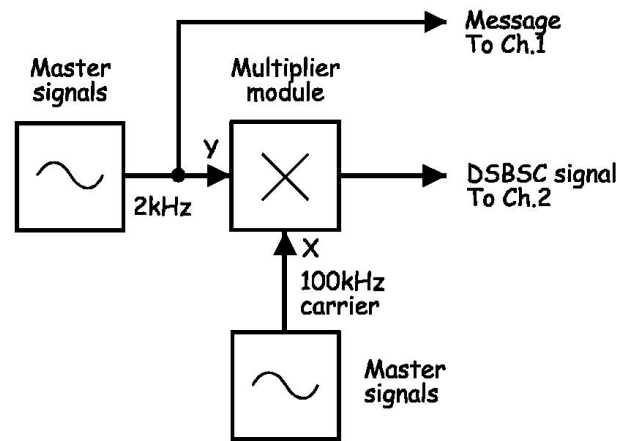 Message
To Ch.1
Master
signals
Multiplier
module
Y
2kHz
DSBSC signal
To Ch.2
X
100kHz
carrier
Master
signals